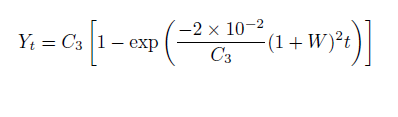 $Y_t = C_3 \left[ 1 - \exp \left( \frac{-2 \times 10^{-2}}{C_3} (1 + W)^2 t \right) \right]$